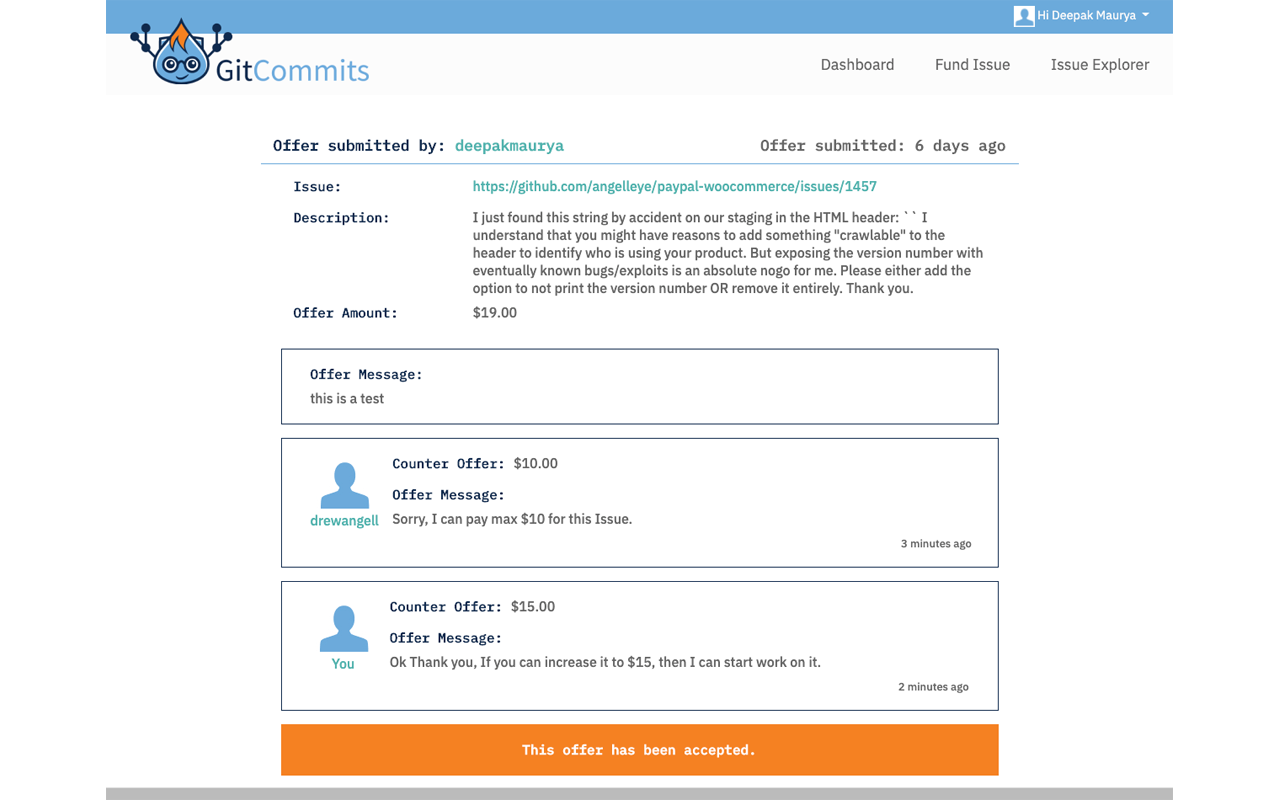 Hi Deepak Maurya
GitCommits
Dashboard Fund Issue Issue Explorer
Offer submitted by: deepakmaurya Offer submitted: 6 days ago
Issue: https://github.com/angelleye/paypal-woocommerce/issues/1457
Description: I just found this string by accident on our staging in the HTML header: `` I
understand that you might have reasons to add something "crawlable" to the
header to identify who is using your product. But exposing the version number with
eventually known bugs/exploits is an absolute nogo for me. Please either add the
option to not print the version number OR remove it entirely. Thank you.
Offer Amount: $19.00
Offer Message:
this is a test
Counter Offer: $10.00
Offer Message:
drewangell Sorry, I can pay max $10 for this Issue.
3 minutes ago
Counter Offer: $15.00
Offer Message:
You Ok Thank you, If you can increase it to $15, then I can start work on it.
2 minutes ago
This offer has been accepted.